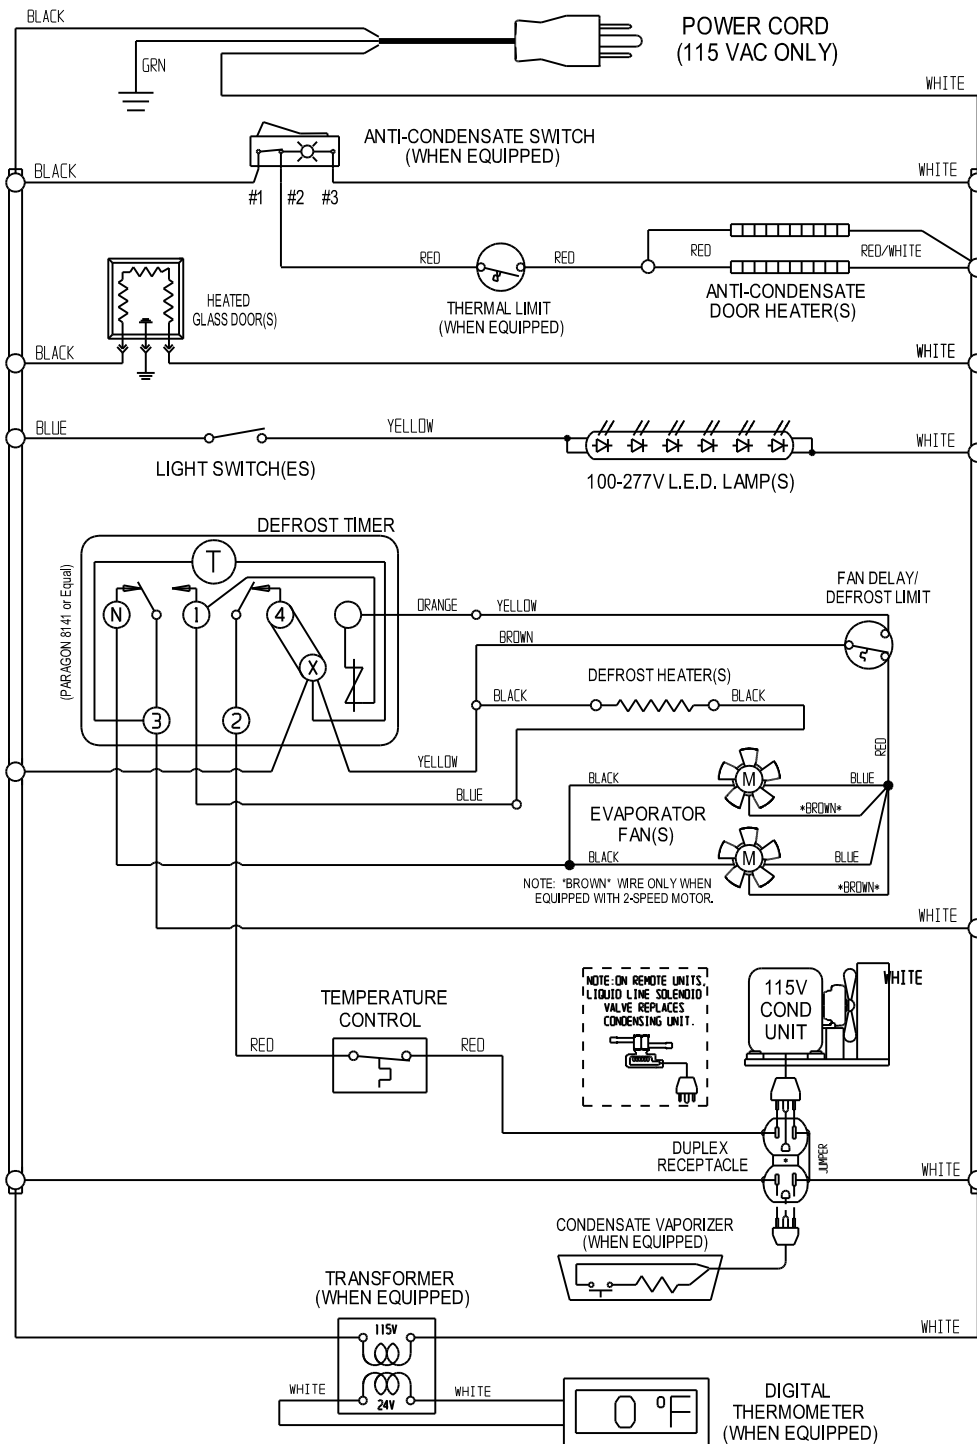 BLACK
POWER CORD
(115 VAC ONLY)
GRN
WHITE
ANTI-CONDENSATE SWITCH
(WHEN EQUIPPED)
BLACK
WHITE
#1 #2 #3
RED
RED
RED
RED/WHITE
HEATED
GLASS DOOR(S)
THERMAL LIMIT
(WHEN EQUIPPED)
ANTI-CONDENSATE
DOOR HEATER(S)
BLACK
WHITE
BLUE
YELLOW
WHITE
LIGHT SWITCH(ES)
100-277V L.E.D. LAMP(S)
DEFROST TIMER
(PARAGON 8141 or Equal)
T
FAN DELAY/
DEFROST LIMIT
N
1
4
ORANGE
YELLOW
BROWN
X
DEFROST HEATER(S)
BLACK
BLACK
3
2
RED
YELLOW
BLACK
M
BLUE
BLUE
*BROWN*
EVAPORATOR
FAN(S)
BLACK
M
BLUE
*BROWN*
NOTE: *BROWN* WIRE ONLY WHEN
EQUIPPED WITH 2-SPEED MOTOR.
WHITE
NOTE: ON REMOTE UNITS,
LIQUID LINE SOLENOID
VALVE REPLACES
CONDENSING UNIT.
115V
COND
UNIT
WHITE
TEMPERATURE
CONTROL
RED
RED
DUPLEX
RECEPTACLE
*
JUMPER
WHITE
CONDENSATE VAPORIZER
(WHEN EQUIPPED)
TRANSFORMER
(WHEN EQUIPPED)
115V
WHITE
WHITE
24V
WHITE
0 °F
DIGITAL
THERMOMETER
(WHEN EQUIPPED)